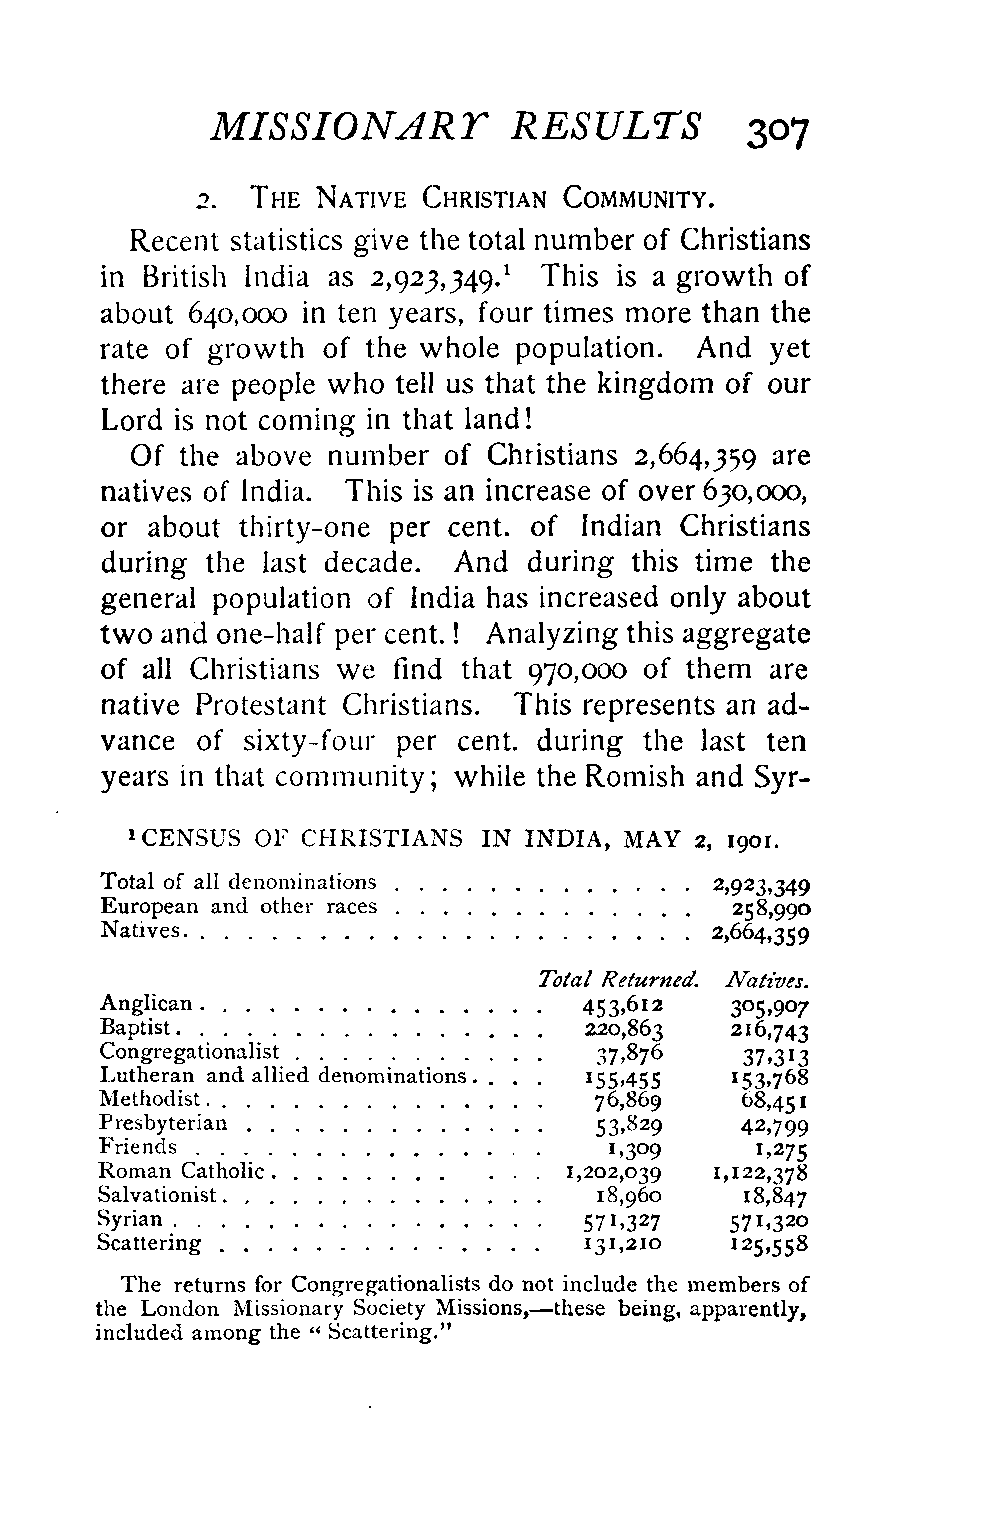 MISSIONARY RESULTS 307
2. THE NATIVE CHRISTIAN COMMUNITY.
Recent statistics give the total number of Christians
in British India as 2,923,349.¹ This is a growth of
about 640,000 in ten years, four times more than the
rate of growth of the whole population. And yet
there are people who tell us that the kingdom of our
Lord is not coming in that land!
Of the above number of Christians 2,664,359 are
natives of India. This is an increase of over 630,000,
or about thirty-one per cent. of Indian Christians
during the last decade. And during this time the
general population of India has increased only about
two and one-half per cent.! Analyzing this aggregate
of all Christians we find that 970,000 of them are
native Protestant Christians. This represents an ad-
vance of sixty-four per cent. during the last ten
years in that community; while the Romish and Syr-
¹ CENSUS OF CHRISTIANS IN INDIA, MAY 2, 1901.
Total of all denominations . . . . . . . . . . . . . 2,923,349
European and other races . . . . . . . . . . . . . 258,990
Natives. . . . . . . . . . . . . . . . . . . . . . 2,664,359
Total Returned. Natives.
Anglican . . . . . . . . . . . . . . . 453,612 305,907
Baptist. . . . . . . . . . . . . . . . 220,863 216,743
Congregationalist . . . . . . . . . . . 37,876 37,313
Lutheran and allied denominations. . . . 155,455 153,768
Methodist. . . . . . . . . . . . . . . 76,869 68,451
Presbyterian . . . . . . . . . . . . . 53,829 42,799
Friends . . . . . . . . . . . . . . . 1,309 1,275
Roman Catholic. . . . . . . . . . . 1,202,039 1,122,378
Salvationist. . . . . . . . . . . . . . 18,960 18,847
Syrian . . . . . . . . . . . . . . . . 571,327 571,320
Scattering . . . . . . . . . . . . . . 131,210 125,558
The returns for Congregationalists do not include the members of
the London Missionary Society Missions,—these being, apparently,
included among the “ Scattering.”